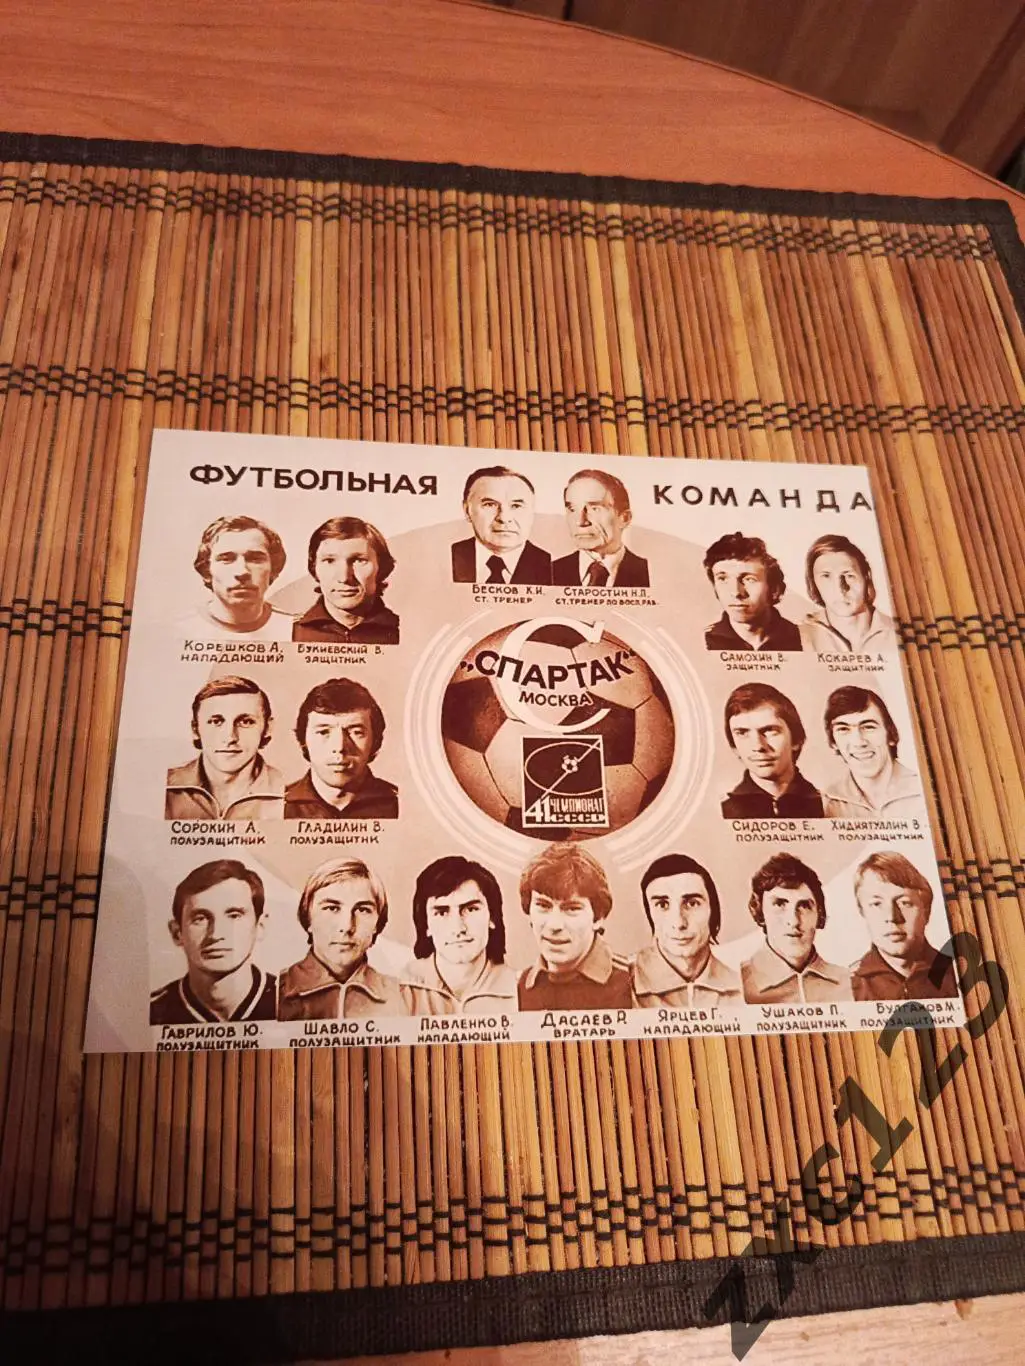 ФУТБОЛЬНАЯ КОМАНДА
БЕСКОВ К.И.
СТ. ТРЕНЕР
СТАРОСТИН Н.П.
СТ. ТРЕНЕР ПО ВОСП. РАБ.
КОРЕШКОВ А.
НАПАДАЮЩИЙ
БУКИЕВСКИЙ В.
ЗАЩИТНИК
САМОХИН В.
ЗАЩИТНИК
КОКАРЕВ А.
ЗАЩИТНИК
С
"СПАРТАК"
МОСКВА
41 ЧЕМПИОНАТ
СССР
СОРОКИН А.
ПОЛУЗАЩИТНИК
ГЛАДИЛИН В.
ПОЛУЗАЩИТНК
СИДОРОВ Е.
ПОЛУЗАЩИТНИК
ХИДИЯТУЛЛИН В.
ПОЛУЗАЩИТНИК
ГАВРИЛОВ Ю.
ПОЛУЗАЩИТНИК
ШАВЛО С.
ПОЛУЗАЩИТНИК
ПАВЛЕНКО В.
НАПАДАЮЩИЙ
ДАСАЕВ Р.
ВРАТАРЬ
ЯРЦЕВ Г.
НАПАДАЮЩИЙ
УШАКОВ П.
ПОЛУЗАЩИТНИК
БУЛГАКОВ М.
ПОЛУЗАЩИТНИК
zxc123